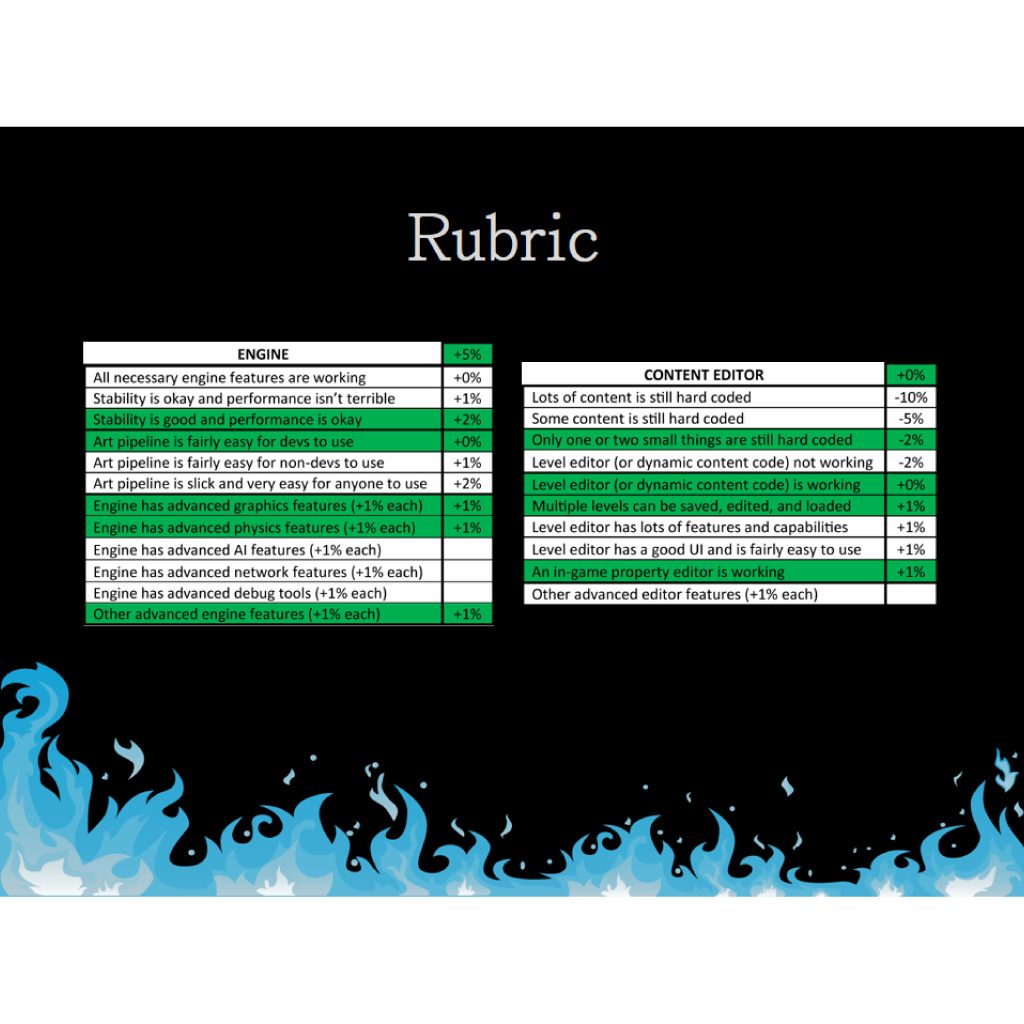 Rubric
ENGINE +5%
All necessary engine features are working +0%
Stability is okay and performance isn't terrible +1%
Stability is good and performance is okay +2%
Art pipeline is fairly easy for devs to use +0%
Art pipeline is fairly easy for non-devs to use +1%
Art pipeline is slick and very easy for anyone to use +2%
Engine has advanced graphics features (+1% each) +1%
Engine has advanced physics features (+1% each) +1%
Engine has advanced AI features (+1% each)
Engine has advanced network features (+1% each)
Engine has advanced debug tools (+1% each)
Other advanced engine features (+1% each) +1%
CONTENT EDITOR +0%
Lots of content is still hard coded -10%
Some content is still hard coded -5%
Only one or two small things are still hard coded -2%
Level editor (or dynamic content code) not working -2%
Level editor (or dynamic content code) is working +0%
Multiple levels can be saved, edited, and loaded +1%
Level editor has lots of features and capabilities +1%
Level editor has a good UI and is fairly easy to use +1%
An in-game property editor is working +1%
Other advanced editor features (+1% each)